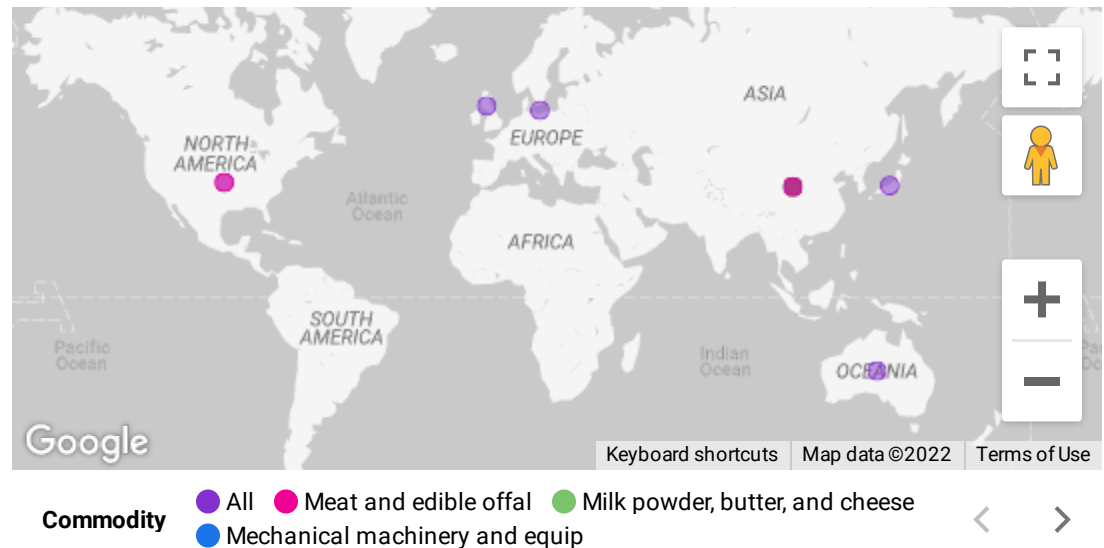 ASIA
EUROPE
NORTH
AMERICA
Atlantic
Ocean
AFRICA
SOUTH
AMERICA
Pacific
Ocean
Indian
Ocean
OCEANIA
Pa
Oc
Google
Keyboard shortcuts
Map data ©2022
Terms of Use
Commodity
All
Meat and edible offal
Milk powder, butter, and cheese
Mechanical machinery and equip